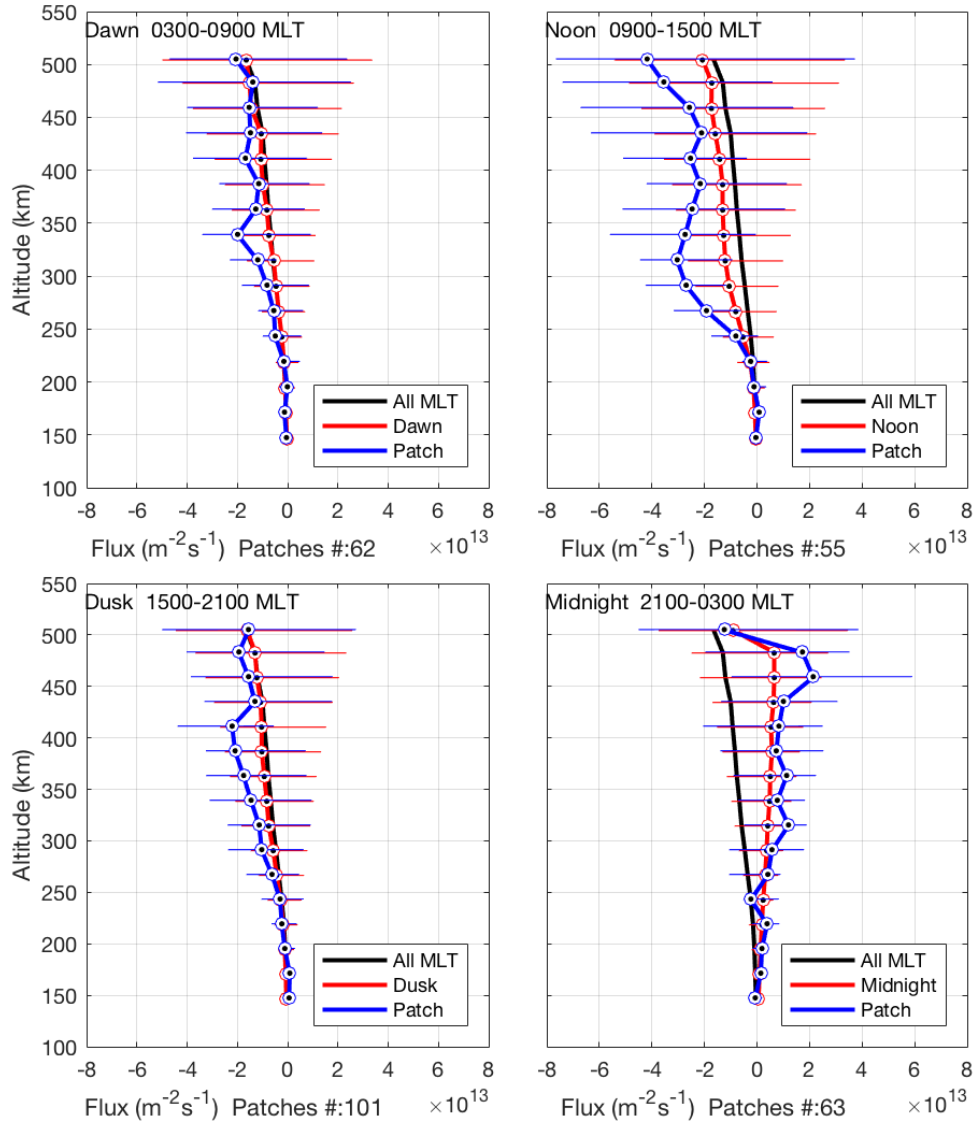 Dawn  0300-0900 MLT
550
500
450
400
350
300
250
200
150
100
Altitude (km)
All MLT
Dawn
Patch
-8 -6 -4 -2 0 2 4 6 8
Flux (m⁻²s⁻¹)  Patches #:62
× 10¹³
Noon  0900-1500 MLT
All MLT
Noon
Patch
-8 -6 -4 -2 0 2 4 6 8
Flux (m⁻²s⁻¹)  Patches #:55
× 10¹³
Dusk  1500-2100 MLT
550
500
450
400
350
300
250
200
150
100
Altitude (km)
All MLT
Dusk
Patch
-8 -6 -4 -2 0 2 4 6 8
Flux (m⁻²s⁻¹)  Patches #:101
× 10¹³
Midnight  2100-0300 MLT
All MLT
Midnight
Patch
-8 -6 -4 -2 0 2 4 6 8
Flux (m⁻²s⁻¹)  Patches #:63
× 10¹³